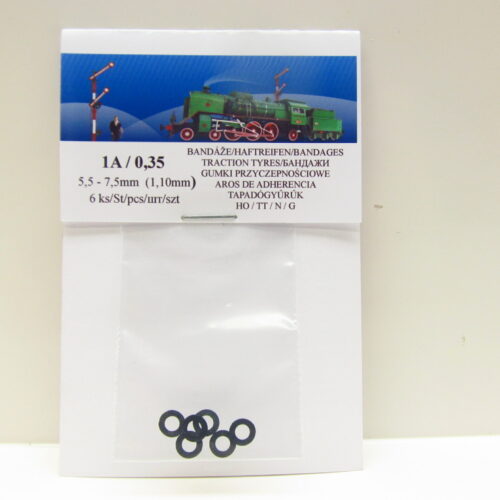 1A / 0,35
5,5 - 7,5mm (1,10mm)
6 ks/St/pcs/шт/szt
BANDÁŽE/HAFTREIFEN/BANDAGES
TRACTION TYRES/БАНДАЖИ
GUMKI PRZYCZEPNOŚCIOWE
AROS DE ADHERENCIA
TAPADÓGYŰRŰK
HO / TT / N / G